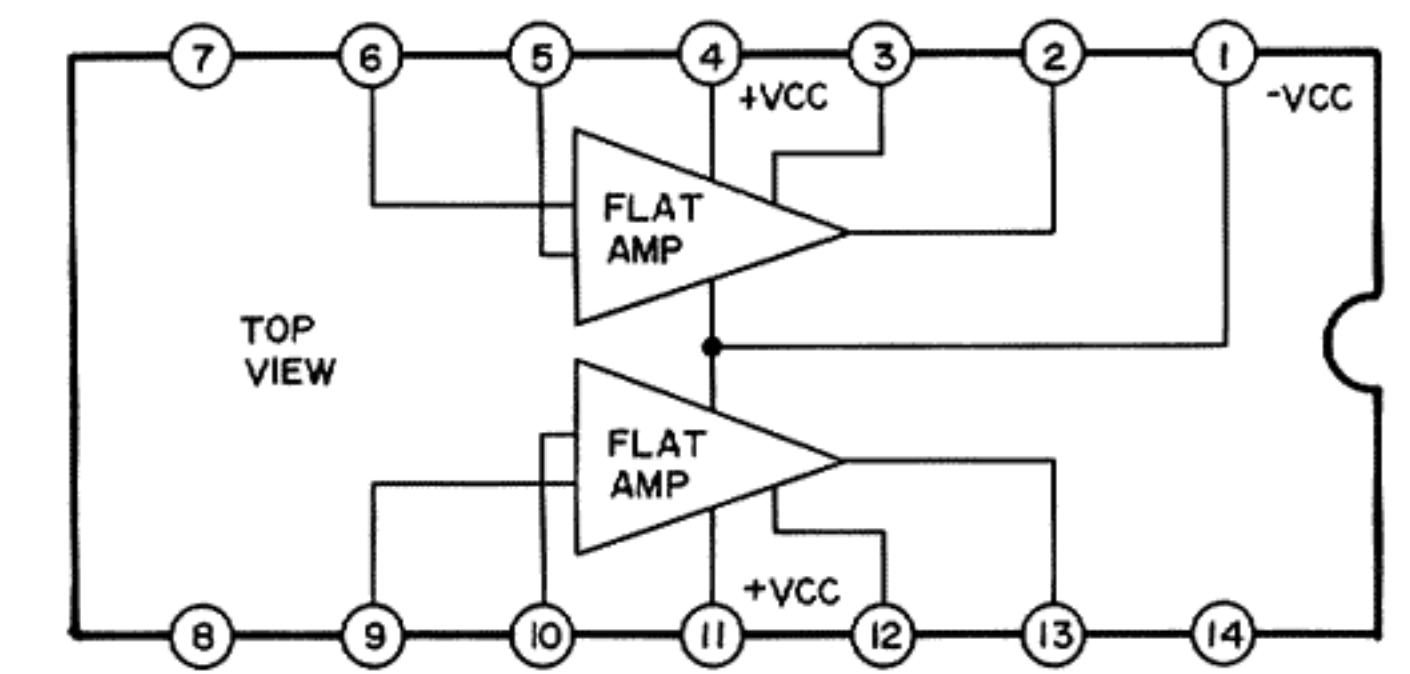 7 6 5 4 3 2 1
+VCC
-VCC
FLAT
AMP
TOP
VIEW
FLAT
AMP
+VCC
8 9 10 11 12 13 14